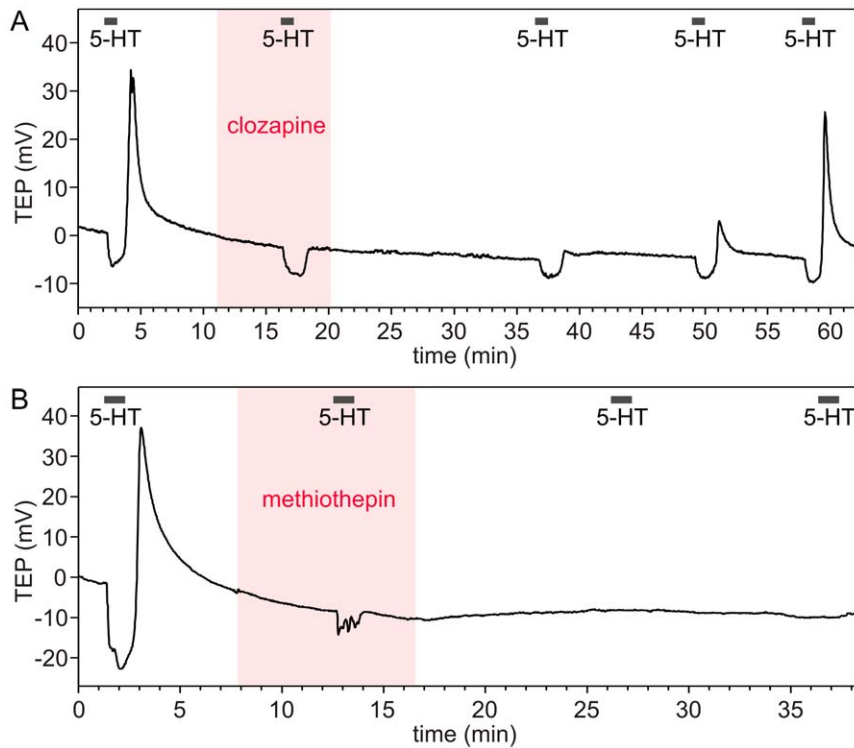 A
5-HT 5-HT 5-HT 5-HT 5-HT
40
30
20
10
0
-10
TEP (mV)
clozapine
0 5 10 15 20 25 30 35 40 45 50 55 60
time (min)
B
5-HT 5-HT 5-HT 5-HT
40
30
20
10
0
-10
-20
TEP (mV)
methiothepin
0 5 10 15 20 25 30 35
time (min)